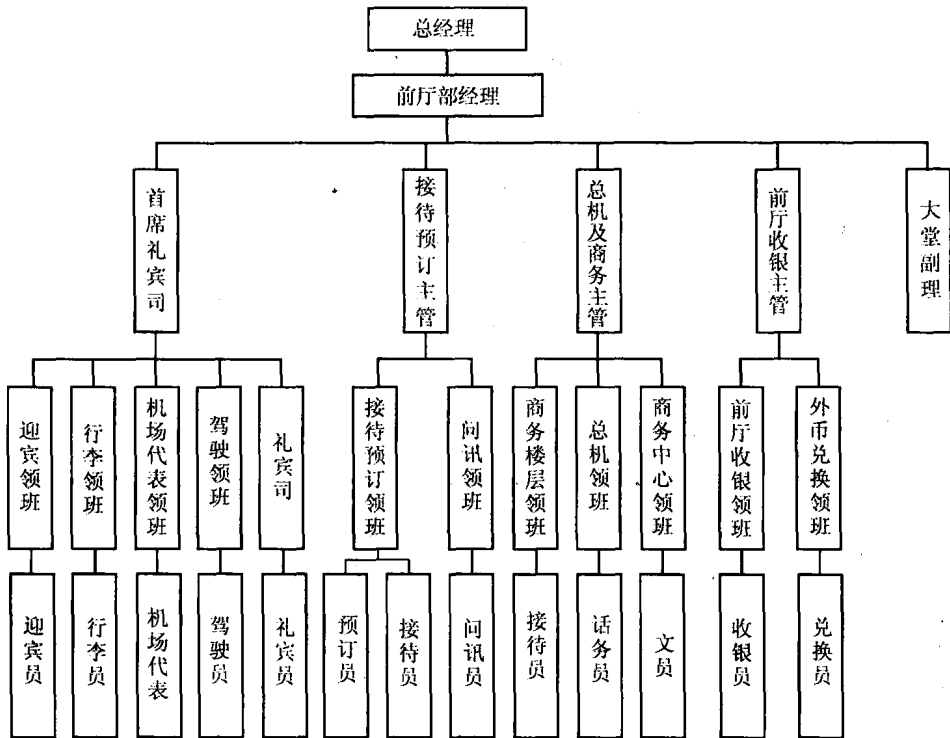 总经理
前厅部经理
首席礼宾司
接待预订主管
总机及商务主管
前厅收银主管
大堂副理
迎宾领班
行李领班
机场代表领班
驾驶领班
礼宾司
接待预订领班
问讯领班
商务楼层领班
总机领班
商务中心领班
前厅收银领班
外币兑换领班
迎宾员
行李员
机场代表
驾驶员
礼宾员
预订员
接待员
问讯员
接待员
话务员
文员
收银员
兑换员